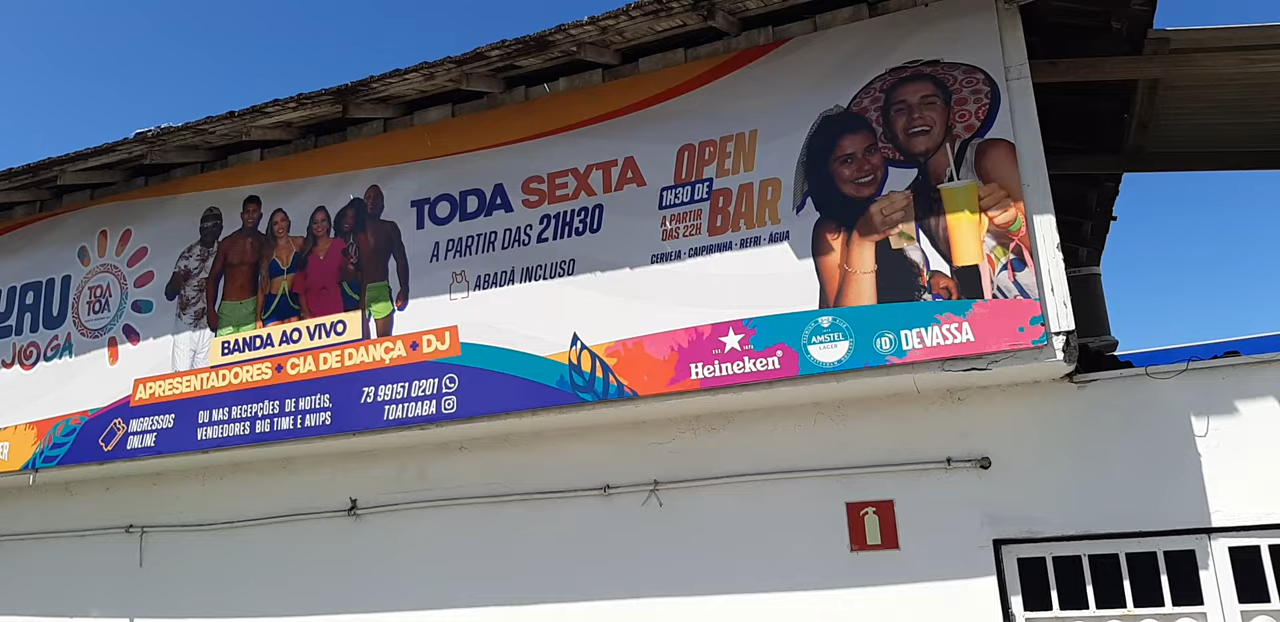 TOA
TOA
JOGA
TODA SEXTA
A PARTIR DAS 21H30
ABADÀ INCLUSO
OPEN
1H30 DE
BAR
A PARTIR
DAS 22H
CERVEJA · CAIPIRINHA · REFRI · ÁGUA
BANDA AO VIVO
APRESENTADORES + CIA DE DANÇA + DJ
INGRESSOS
ONLINE
OU NAS RECEPÇÕES DE HOTÉIS,
VENDEDORES BIG TIME E AVIPS
73 99151 0201
TOATOABA
Heineken
AMSTEL
LAGER
D DEVASSA